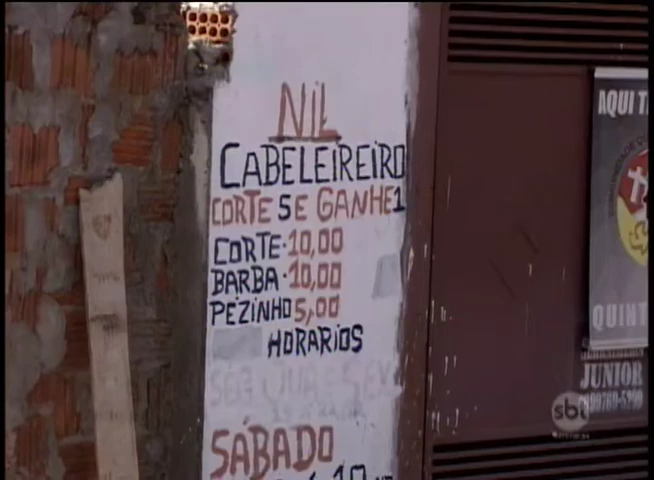 NIL
CABELEIREIRO
CORTE 5 E GANHE 1
CORTE·10,00
BARBA·10,00
PEZINHO 5,00
HORARIOS
SÁBADO
AQUI T
QUINT
JUNIOR
sbt